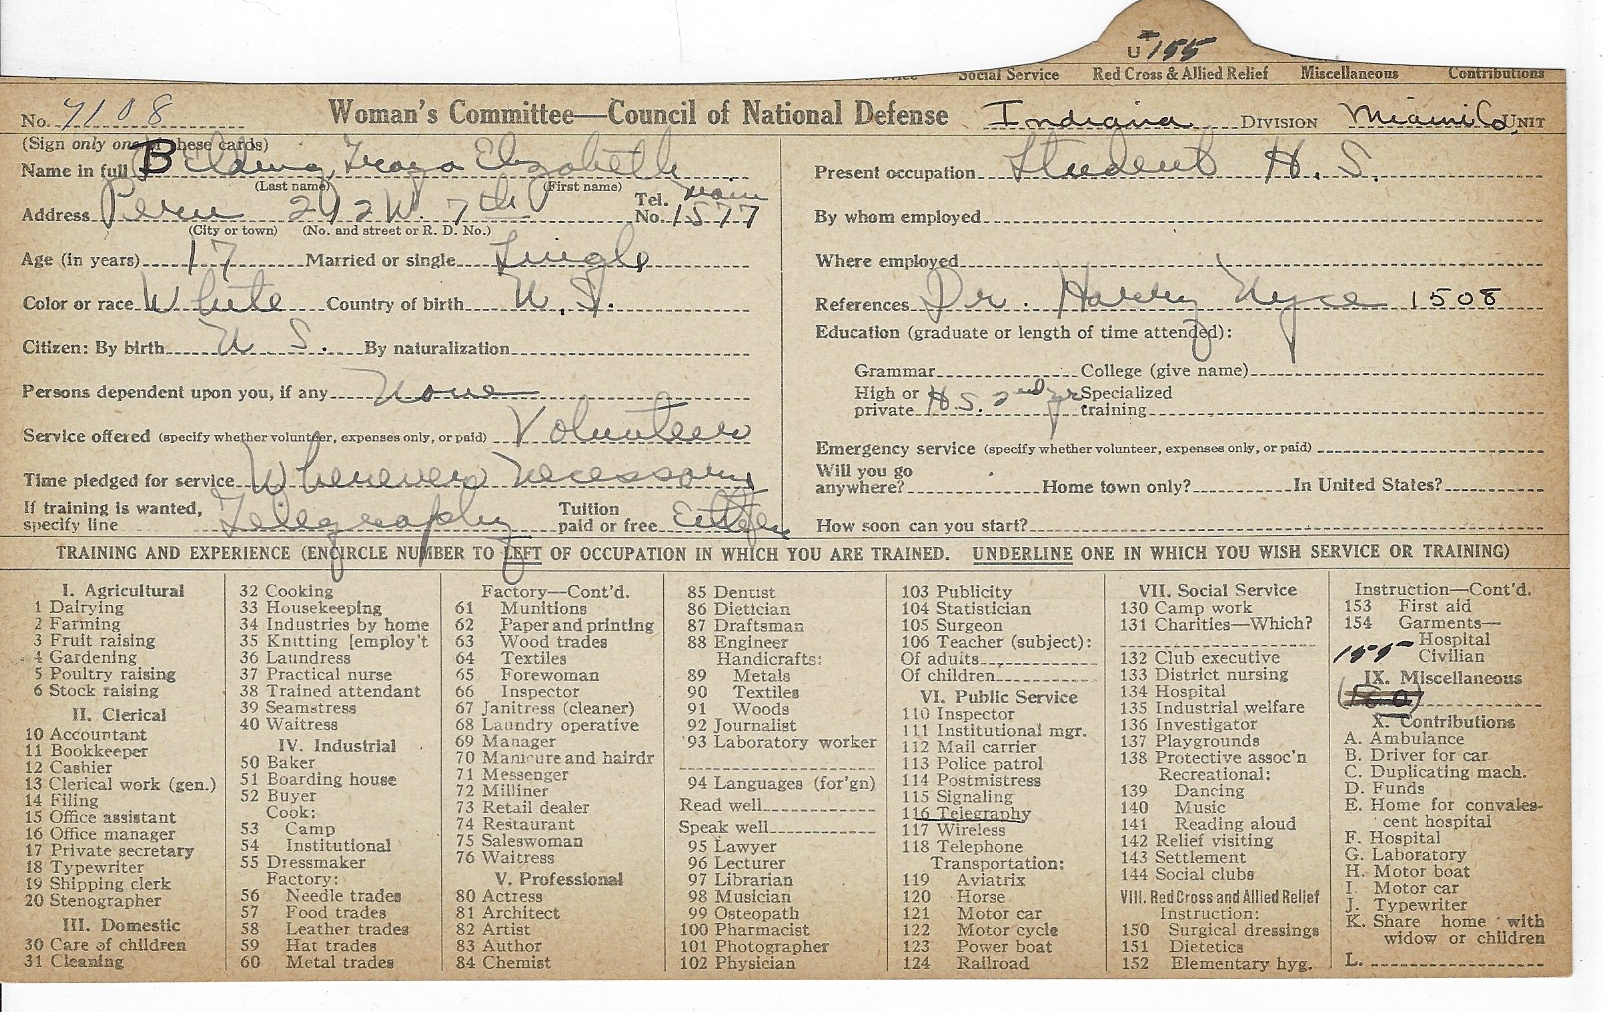 U 155
Social Service Red Cross & Allied Relief Miscellaneous Contributions
No. 7108 Woman's Committee—Council of National Defense Indiana DIVISION Miami Co. UNIT
(Sign only one of these cards)
Name in full Belding, Elizabeth
(Last name) (First name)
Address Peru 292 W. 7th Tel. No. Main 1577
(City or town) (No. and street or R. D. No.)
Age (in years) 17 Married or single Single
Color or race White Country of birth U. S.
Citizen: By birth U S. By naturalization
Persons dependent upon you, if any None
Service offered (specify whether volunteer, expenses only, or paid) Volunteer
Time pledged for service Whenever necessary
If training is wanted, specify line Telegraphy Tuition paid or free Either
Present occupation Student H. S.
By whom employed
Where employed
References Dr. Harry Nyce 1508
Education (graduate or length of time attended):
Grammar College (give name)
High or private H S. 2nd yr Specialized training
Emergency service (specify whether volunteer, expenses only, or paid)
Will you go anywhere? Home town only? In United States?
How soon can you start?
TRAINING AND EXPERIENCE (ENCIRCLE NUMBER TO LEFT OF OCCUPATION IN WHICH YOU ARE TRAINED. UNDERLINE ONE IN WHICH YOU WISH SERVICE OR TRAINING)
I. Agricultural
1 Dairying
2 Farming
3 Fruit raising
4 Gardening
5 Poultry raising
6 Stock raising
II. Clerical
10 Accountant
11 Bookkeeper
12 Cashier
13 Clerical work (gen.)
14 Filing
15 Office assistant
16 Office manager
17 Private secretary
18 Typewriter
19 Shipping clerk
20 Stenographer
III. Domestic
30 Care of children
31 Cleaning
32 Cooking
33 Housekeeping
34 Industries by home
35 Knitting [employ't
36 Laundress
37 Practical nurse
38 Trained attendant
39 Seamstress
40 Waitress
IV. Industrial
50 Baker
51 Boarding house
52 Buyer
Cook:
53 Camp
54 Institutional
55 Dressmaker
Factory:
56 Needle trades
57 Food trades
58 Leather trades
59 Hat trades
60 Metal trades
Factory—Cont'd.
61 Munitions
62 Paper and printing
63 Wood trades
64 Textiles
65 Forewoman
66 Inspector
67 Janitress (cleaner)
68 Laundry operative
69 Manager
70 Manicure and hairdr
71 Messenger
72 Milliner
73 Retail dealer
74 Restaurant
75 Saleswoman
76 Waitress
V. Professional
80 Actress
81 Architect
82 Artist
83 Author
84 Chemist
85 Dentist
86 Dietician
87 Draftsman
88 Engineer
Handicrafts:
89 Metals
90 Textiles
91 Woods
92 Journalist
93 Laboratory worker
94 Languages (for'gn)
Read well
Speak well
95 Lawyer
96 Lecturer
97 Librarian
98 Musician
99 Osteopath
100 Pharmacist
101 Photographer
102 Physician
103 Publicity
104 Statistician
105 Surgeon
106 Teacher (subject):
Of adults
Of children
VI. Public Service
110 Inspector
111 Institutional mgr.
112 Mail carrier
113 Police patrol
114 Postmistress
115 Signaling
116 Telegraphy
117 Wireless
118 Telephone
Transportation:
119 Aviatrix
120 Horse
121 Motor car
122 Motor cycle
123 Power boat
124 Railroad
VII. Social Service
130 Camp work
131 Charities—Which?
132 Club executive
133 District nursing
134 Hospital
135 Industrial welfare
136 Investigator
137 Playgrounds
138 Protective assoc'n
Recreational:
139 Dancing
140 Music
141 Reading aloud
142 Relief visiting
143 Settlement
144 Social clubs
VIII. Red Cross and Allied Relief
Instruction:
150 Surgical dressings
151 Dietetics
152 Elementary hyg.
Instruction—Cont'd.
153 First aid
154 Garments—
Hospital
155 Civilian
IX. Miscellaneous
X. Contributions
A. Ambulance
B. Driver for car
C. Duplicating mach.
D. Funds
E. Home for convales-
cent hospital
F. Hospital
G. Laboratory
H. Motor boat
I. Motor car
J. Typewriter
K. Share home with
widow or children
L.